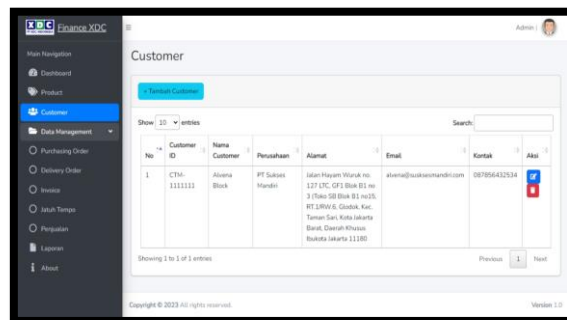 XDC Finance XDC
Admin |
Main Navigation
Dashboard
Product
Customer
Data Management
Purchasing Order
Delivery Order
Invoice
Jatuh Tempo
Penjualan
Laporan
About
Customer
+ Tambah Customer
Show 10 entries
Search:
No Customer ID Nama Customer Perusahaan Alamat Email Kontak Aksi
1 CTM-1111111 Alvena Block PT Sukses Mandiri
Jalan Hayam Wuruk no.
127 LTC, GF1 Blok B1 no
3 (Toko SB Blok B1 no15,
RT.1/RW.6, Glodok, Kec.
Taman Sari, Kota Jakarta
Barat, Daerah Khusus
Ibukota Jakarta 11180
087856432534
Showing 1 to 1 of 1 entries
Previous 1 Next
Copyright © 2023 All rights reserved.
Version 1.0